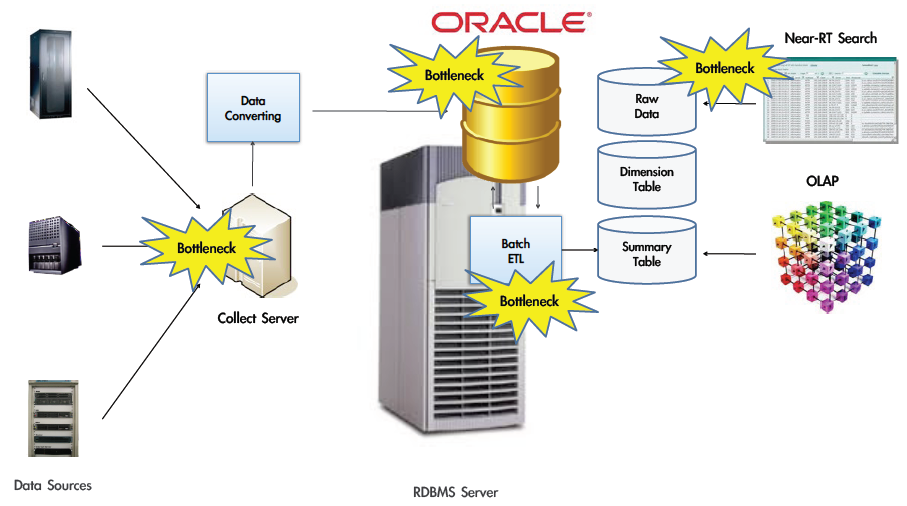 ORACLE®
Near-RT Search
Bottleneck
Bottleneck
Data
Converting
Raw
Data
Dimension
Table
OLAP
Bottleneck
Batch
ETL
Summary
Table
Bottleneck
Collect Server
Data Sources
RDBMS Server